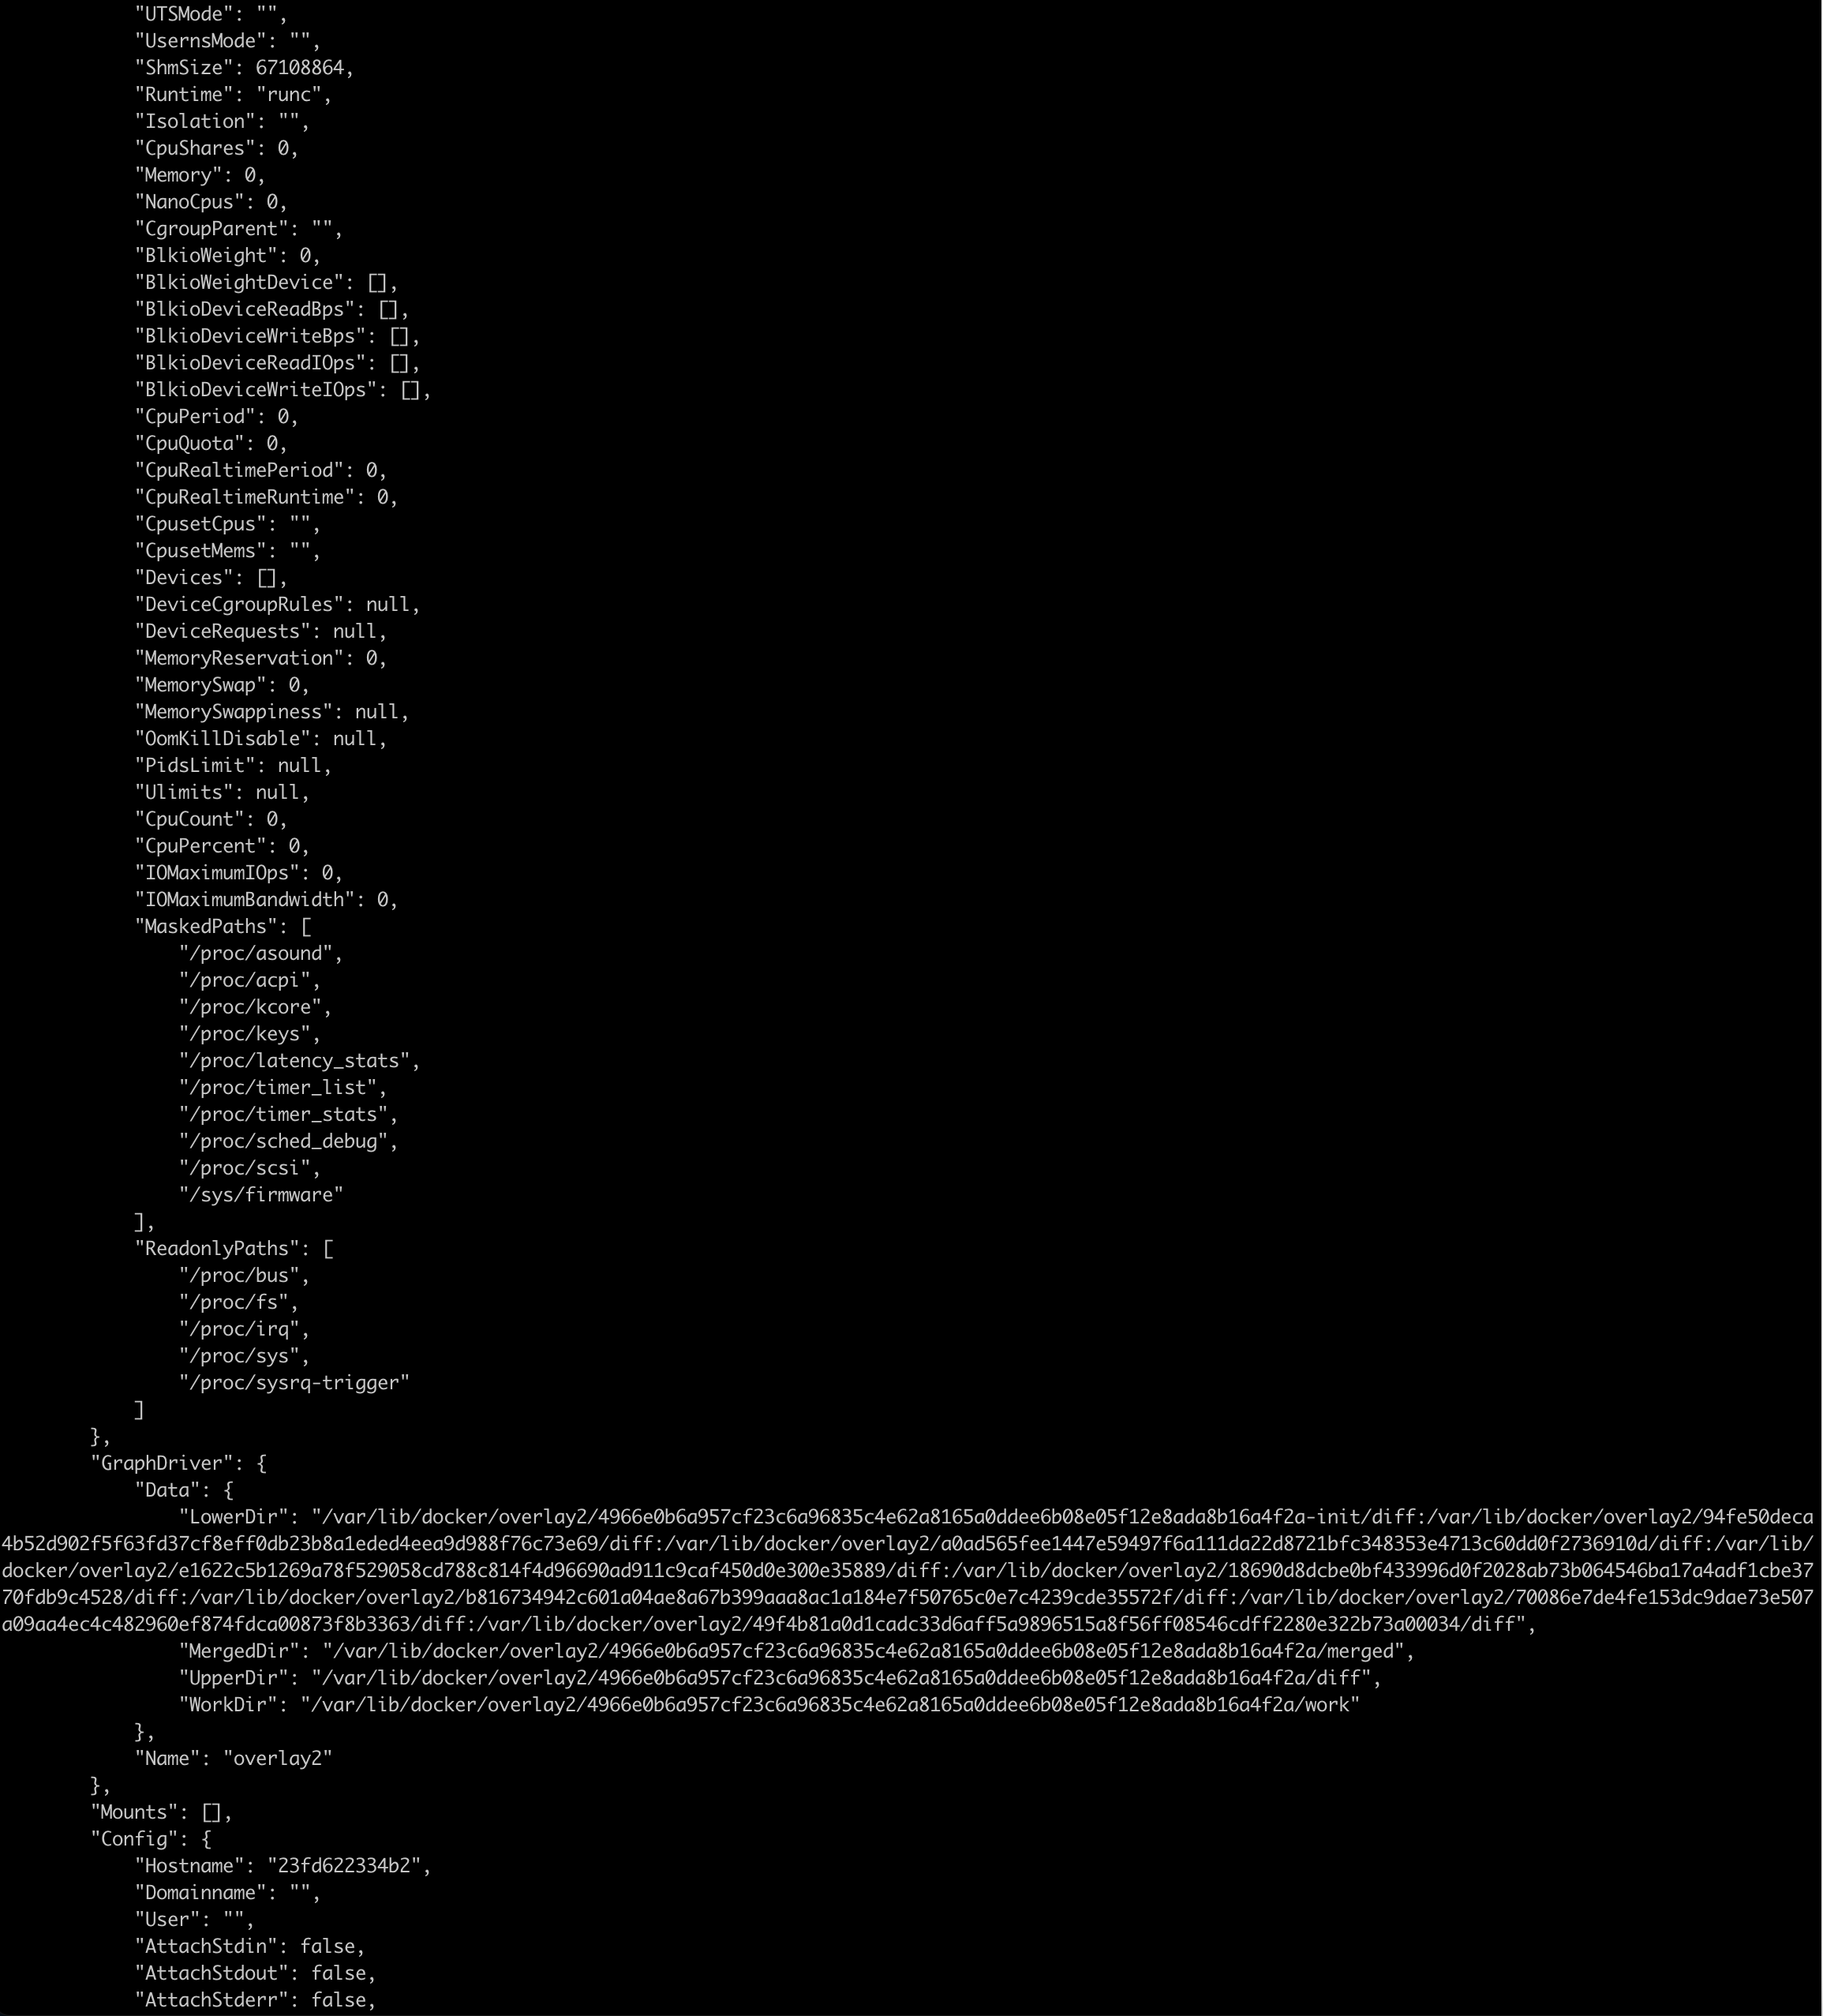 "UTSMode": "",
"UsernsMode": "",
"ShmSize": 67108864,
"Runtime": "runc",
"Isolation": "",
"CpuShares": 0,
"Memory": 0,
"NanoCpus": 0,
"CgroupParent": "",
"BlkioWeight": 0,
"BlkioWeightDevice": [],
"BlkioDeviceReadBps": [],
"BlkioDeviceWriteBps": [],
"BlkioDeviceReadIOps": [],
"BlkioDeviceWriteIOps": [],
"CpuPeriod": 0,
"CpuQuota": 0,
"CpuRealtimePeriod": 0,
"CpuRealtimeRuntime": 0,
"CpusetCpus": "",
"CpusetMems": "",
"Devices": [],
"DeviceCgroupRules": null,
"DeviceRequests": null,
"MemoryReservation": 0,
"MemorySwap": 0,
"MemorySwappiness": null,
"OomKillDisable": null,
"PidsLimit": null,
"Ulimits": null,
"CpuCount": 0,
"CpuPercent": 0,
"IOMaximumIOps": 0,
"IOMaximumBandwidth": 0,
"MaskedPaths": [
"/proc/asound",
"/proc/acpi",
"/proc/kcore",
"/proc/keys",
"/proc/latency_stats",
"/proc/timer_list",
"/proc/timer_stats",
"/proc/sched_debug",
"/proc/scsi",
"/sys/firmware"
],
"ReadonlyPaths": [
"/proc/bus",
"/proc/fs",
"/proc/irq",
"/proc/sys",
"/proc/sysrq-trigger"
]
},
"GraphDriver": {
"Data": {
"LowerDir": "/var/lib/docker/overlay2/4966e0b6a957cf23c6a96835c4e62a8165a0ddee6b08e05f12e8ada8b16a4f2a-init/diff:/var/lib/docker/overlay2/94fe50deca
4b52d902f5f63fd37cf8eff0db23b8a1eded4eea9d988f76c73e69/diff:/var/lib/docker/overlay2/a0ad565fee1447e59497f6a111da22d8721bfc348353e4713c60dd0f2736910d/diff:/var/lib/
docker/overlay2/e1622c5b1269a78f529058cd788c814f4d96690ad911c9caf450d0e300e35889/diff:/var/lib/docker/overlay2/18690d8dcbe0bf433996d0f2028ab73b064546ba17a4adf1cbe37
70fdb9c4528/diff:/var/lib/docker/overlay2/b816734942c601a04ae8a67b399aaa8ac1a184e7f50765c0e7c4239cde35572f/diff:/var/lib/docker/overlay2/70086e7de4fe153dc9dae73e507
a09aa4ec4c482960ef874fdca00873f8b3363/diff:/var/lib/docker/overlay2/49f4b81a0d1cadc33d6aff5a9896515a8f56ff08546cdff2280e322b73a00034/diff",
"MergedDir": "/var/lib/docker/overlay2/4966e0b6a957cf23c6a96835c4e62a8165a0ddee6b08e05f12e8ada8b16a4f2a/merged",
"UpperDir": "/var/lib/docker/overlay2/4966e0b6a957cf23c6a96835c4e62a8165a0ddee6b08e05f12e8ada8b16a4f2a/diff",
"WorkDir": "/var/lib/docker/overlay2/4966e0b6a957cf23c6a96835c4e62a8165a0ddee6b08e05f12e8ada8b16a4f2a/work"
},
"Name": "overlay2"
},
"Mounts": [],
"Config": {
"Hostname": "23fd622334b2",
"Domainname": "",
"User": "",
"AttachStdin": false,
"AttachStdout": false,
"AttachStderr": false,